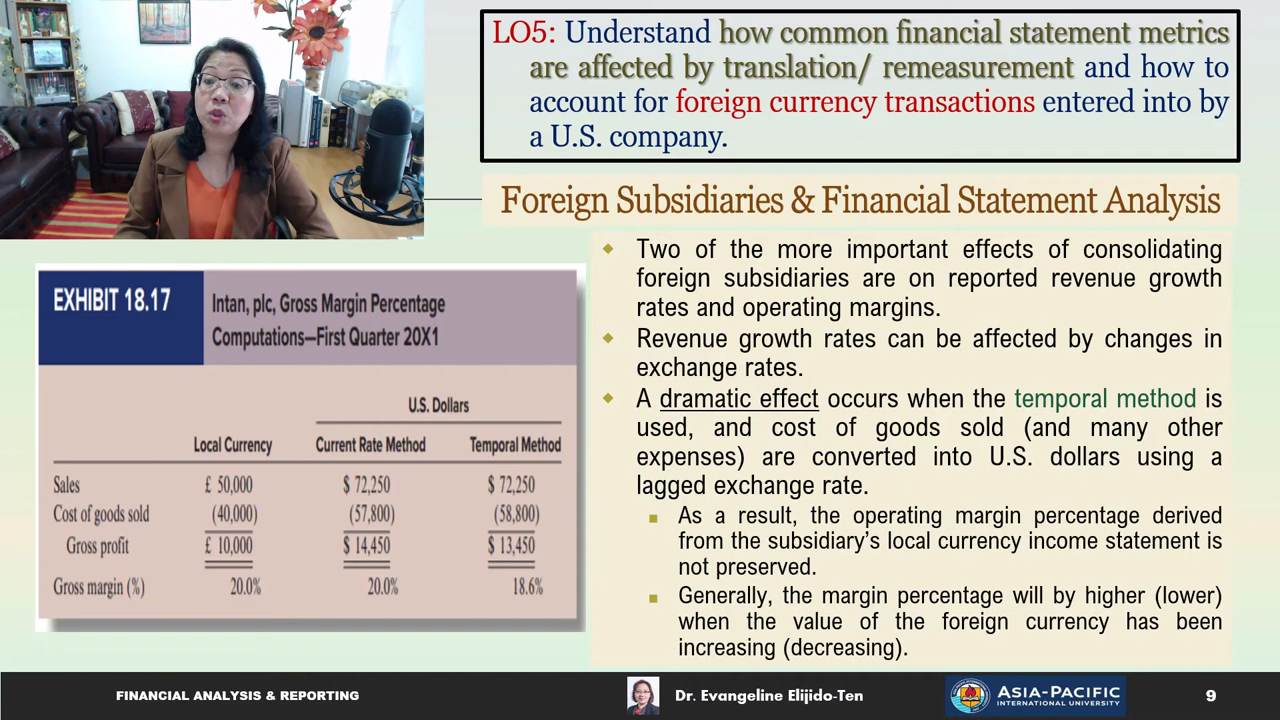 LO5: Understand how common financial statement metrics
are affected by translation/ remeasurement and how to
account for foreign currency transactions entered into by
a U.S. company.
Foreign Subsidiaries & Financial Statement Analysis
EXHIBIT 18.17
Intan, plc, Gross Margin Percentage
Computations—First Quarter 20X1
U.S. Dollars
Local Currency Current Rate Method Temporal Method
Sales £ 50,000 $ 72,250 $ 72,250
Cost of goods sold (40,000) (57,800) (58,800)
Gross profit £ 10,000 $ 14,450 $ 13,450
Gross margin (%) 20.0% 20.0% 18.6%
Two of the more important effects of consolidating
foreign subsidiaries are on reported revenue growth
rates and operating margins.
Revenue growth rates can be affected by changes in
exchange rates.
A dramatic effect occurs when the temporal method is
used, and cost of goods sold (and many other
expenses) are converted into U.S. dollars using a
lagged exchange rate.
As a result, the operating margin percentage derived
from the subsidiary's local currency income statement is
not preserved.
Generally, the margin percentage will by higher (lower)
when the value of the foreign currency has been
increasing (decreasing).
FINANCIAL ANALYSIS & REPORTING
Dr. Evangeline Elijido-Ten
ASIA-PACIFIC
INTERNATIONAL UNIVERSITY
9